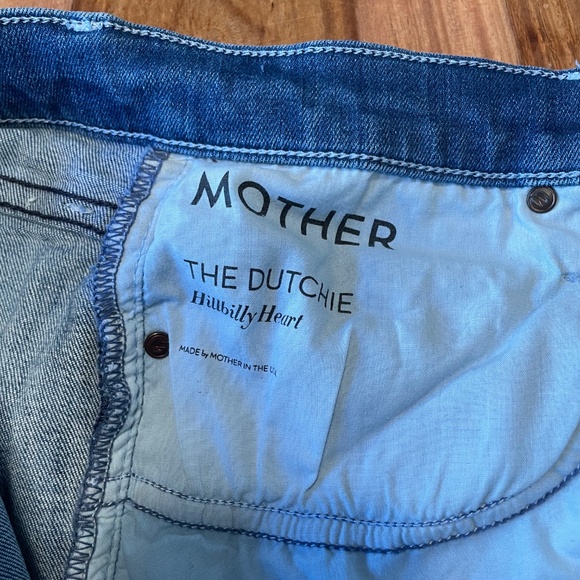 MOTHER
THE DUTCHIE
Hillbilly Heart
MADE by MOTHER IN THE